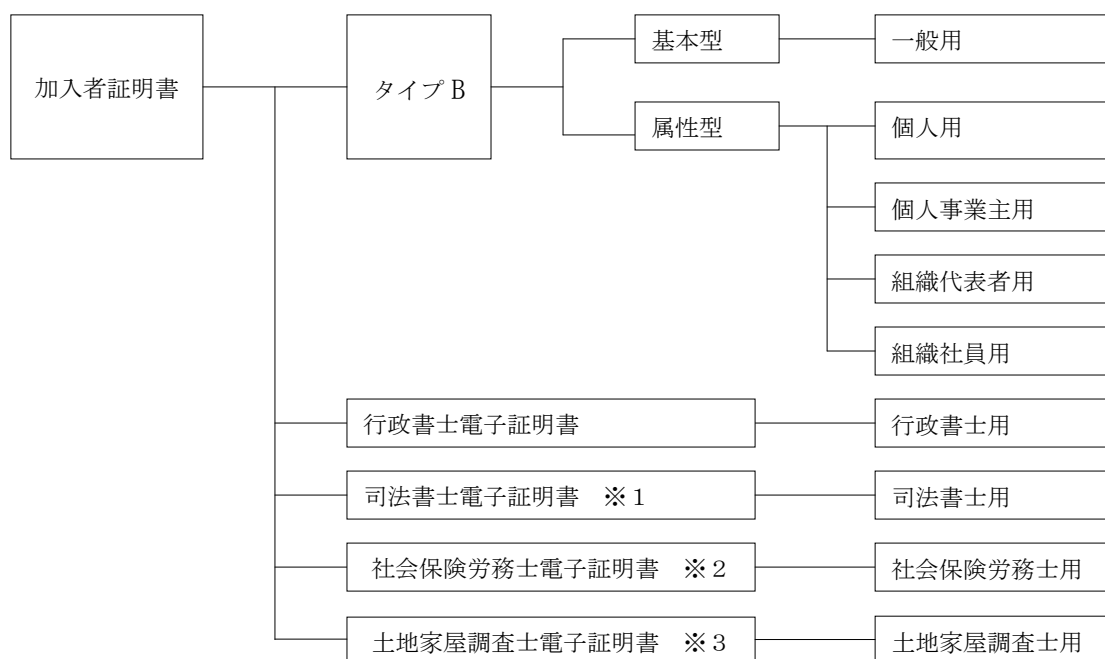 基本型
一般用
加入者証明書
タイプ B
属性型
個人用
個人事業主用
組織代表者用
組織社員用
行政書士電子証明書
行政書士用
司法書士電子証明書　※１
司法書士用
社会保険労務士電子証明書　※２
社会保険労務士用
土地家屋調査士電子証明書　※３
土地家屋調査士用